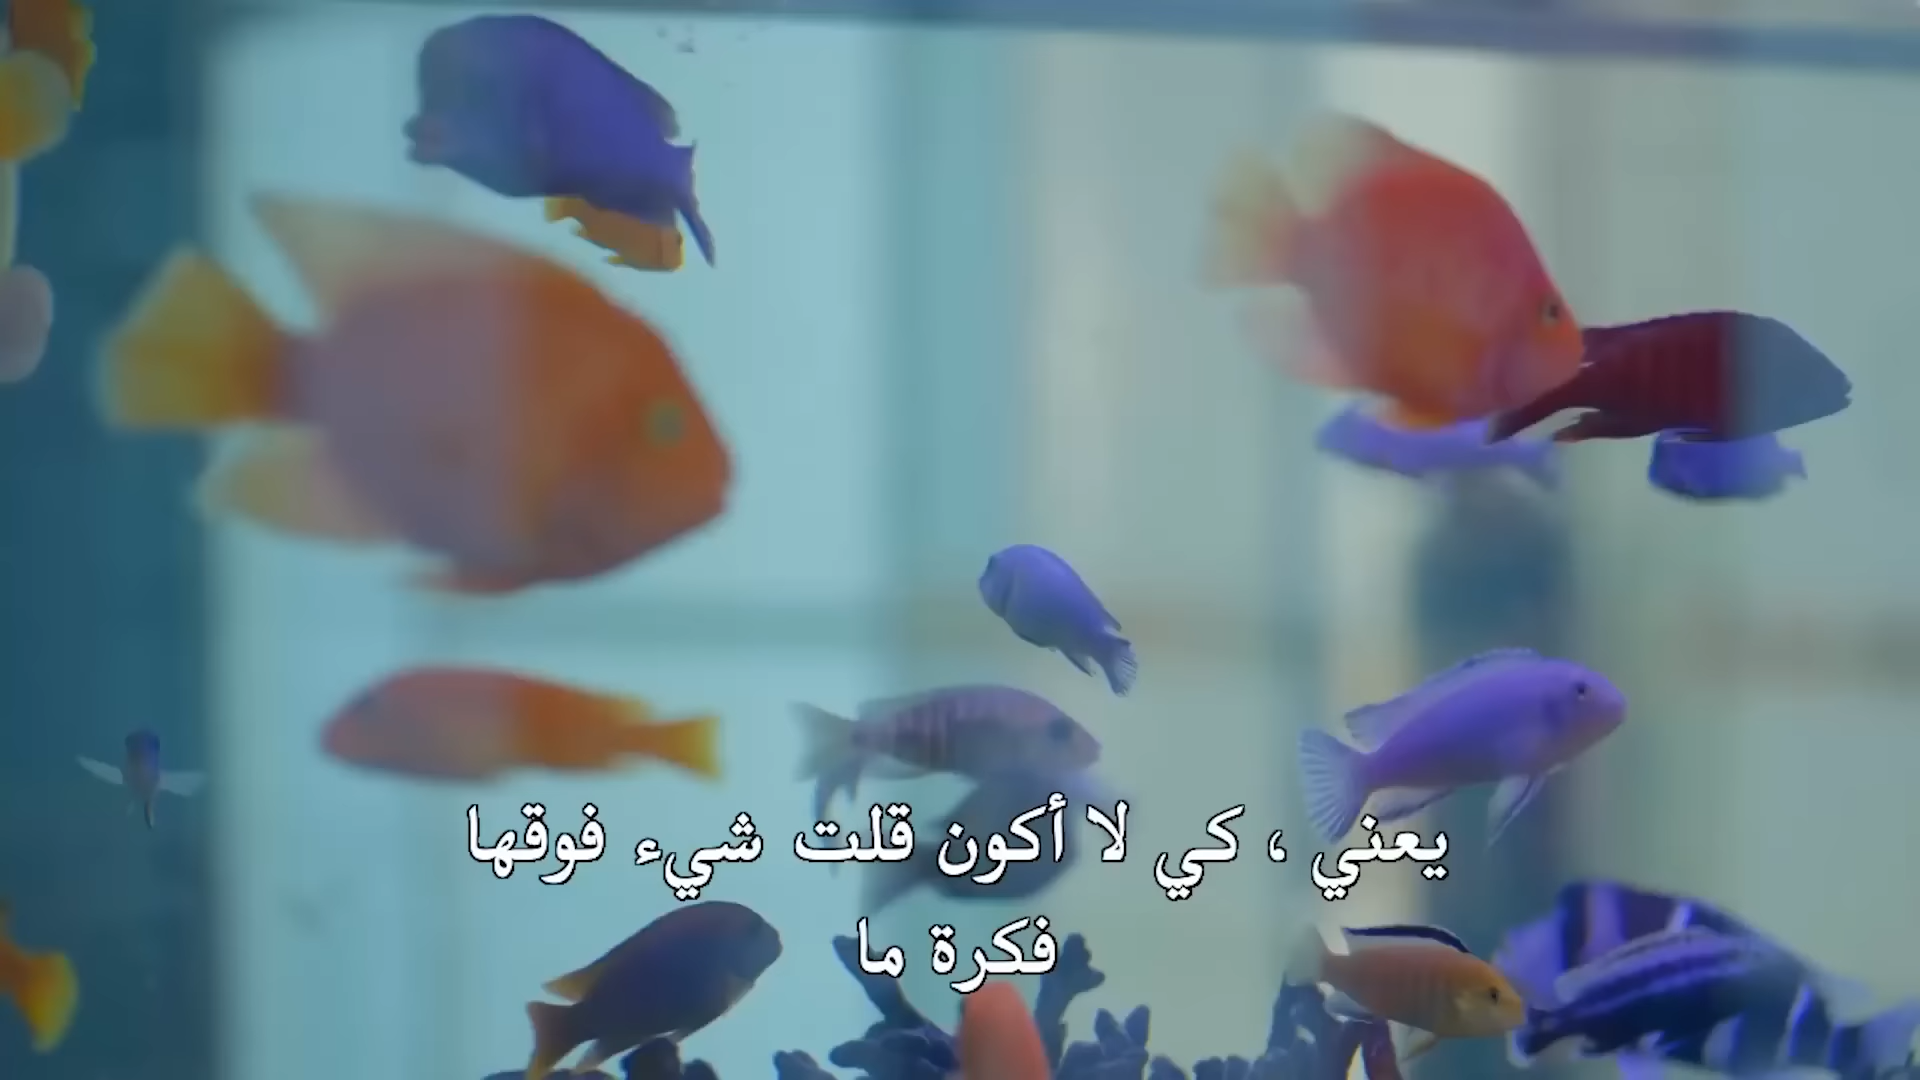 يعني ، كي لا أكون قلت شيء فوقها
فكرة ما